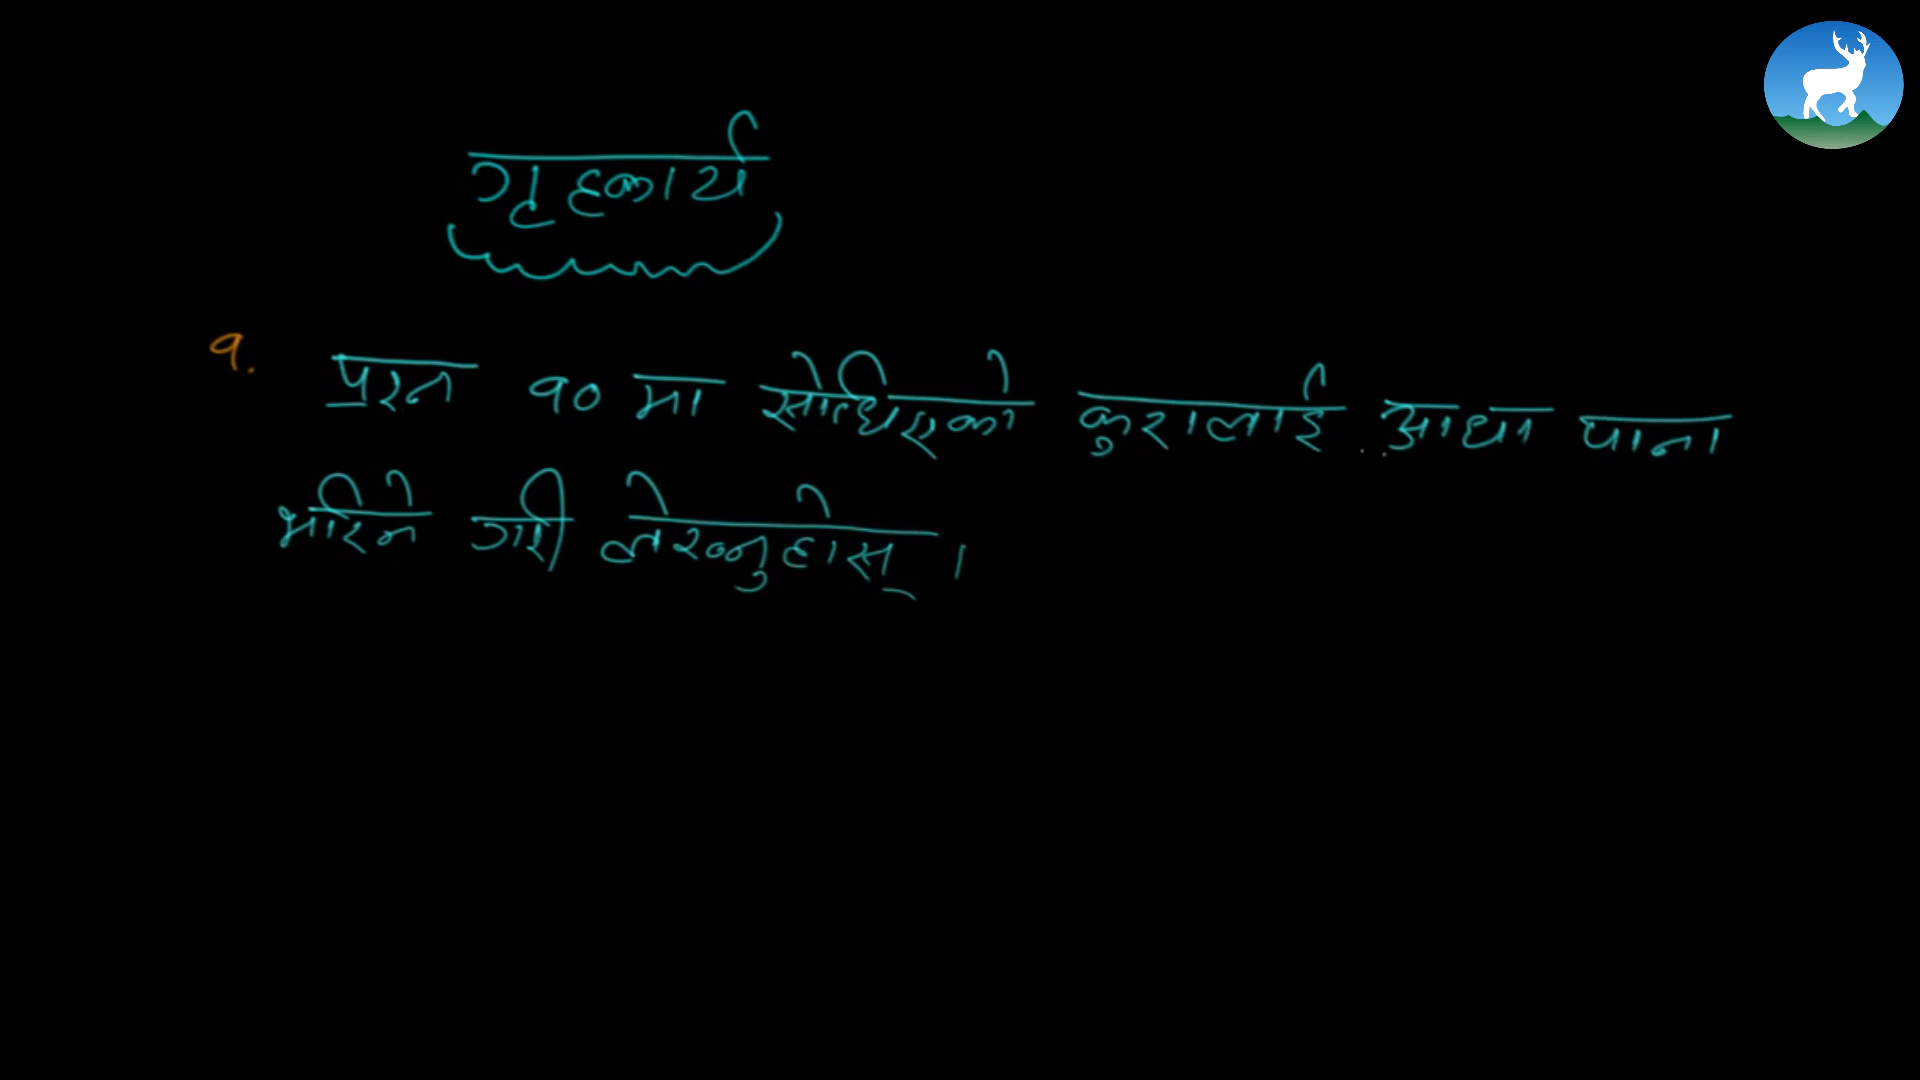 गृहकार्य
१. प्रश्न १० मा सोधिएको कुरालाई आधा पाना
भरिने गरी लेख्नुहोस् ।